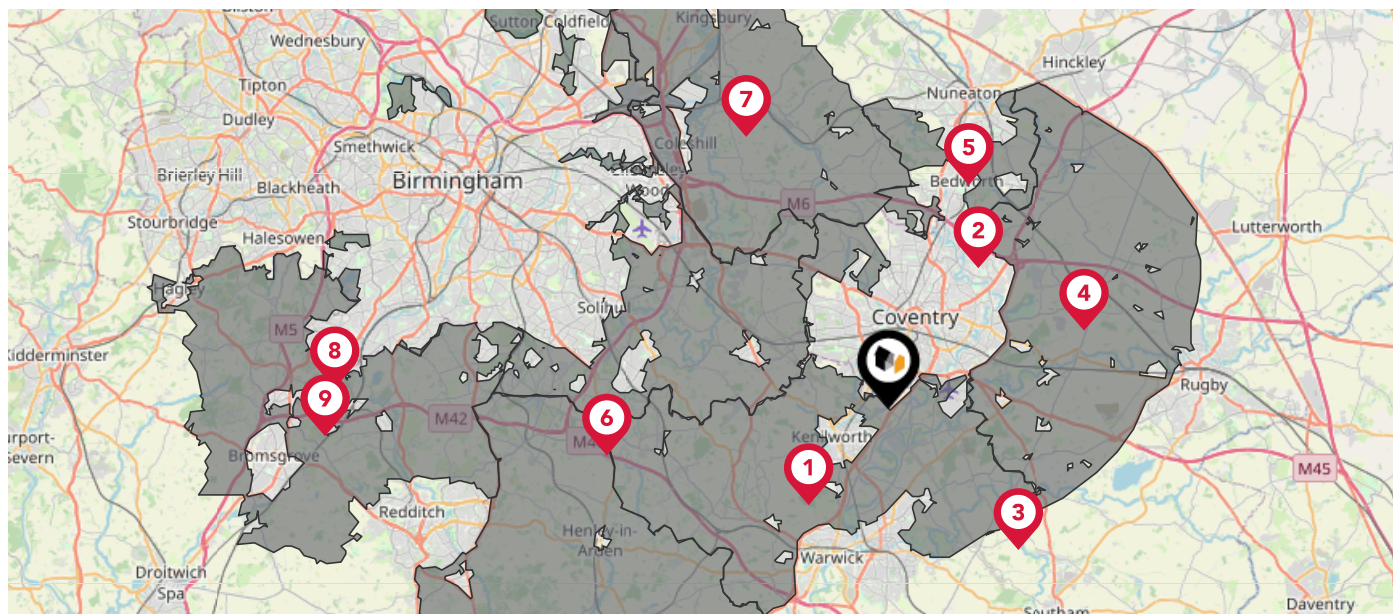 Sutton Coldfield
Kingsbury
Wednesbury
Hinckley
Tipton
Nuneaton
7
Dudley
Smethwick
Coleshill
5
Brierley Hill
Birmingham
Wood
Bedworth
Blackheath
M6
Stourbridge
2
Lutterworth
Halesowen
Hagley
4
Solihull
Coventry
M5
Kidderminster
8
Rugby
9
M42
6
Kenilworth
M4
Bromsgrove
1
M45
Redditch
3
Henley-in-
Arden
Warwick
Droitwich
Spa
Southam
Daventry